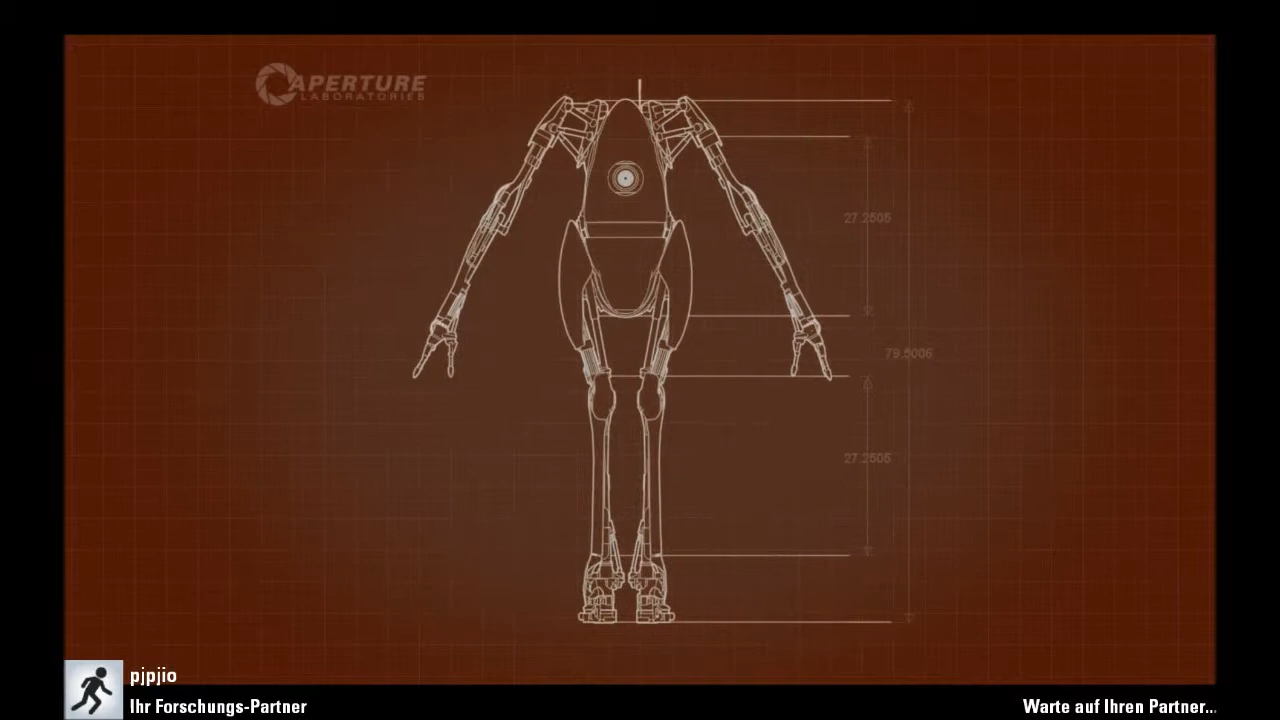 APERTURE
LABORATORIES
27.2505
79.5006
27.2505
pjpjio
Ihr Forschungs-Partner
Warte auf Ihren Partner...